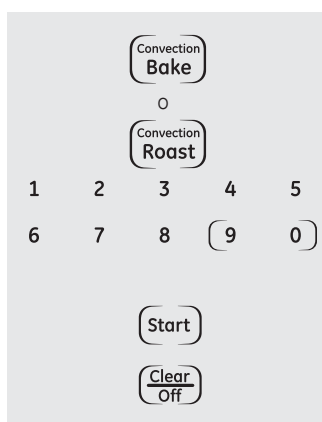 Convection
Bake
o
Convection
Roast
1 2 3 4 5
6 7 8 9 0
Start
Clear
Off